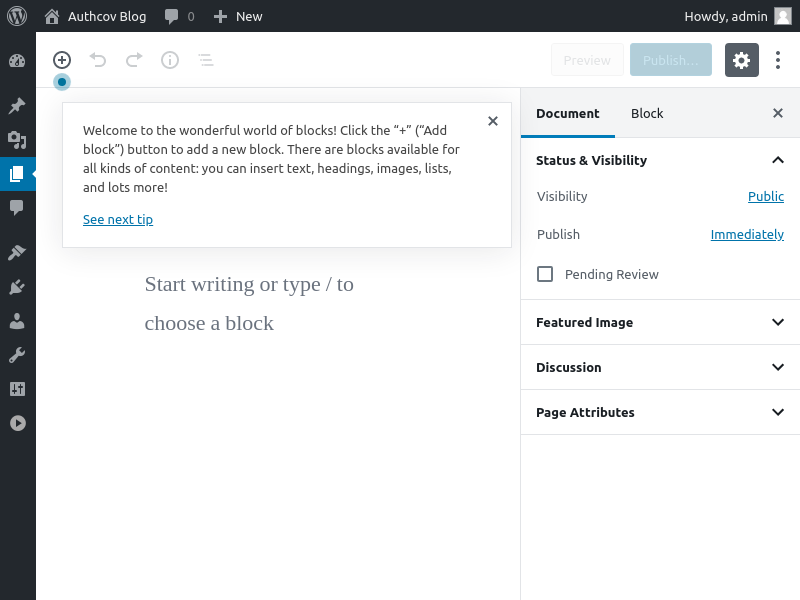 Authcov Blog 0 New Howdy, admin
Preview Publish…
Welcome to the wonderful world of blocks! Click the “+” (“Add
block”) button to add a new block. There are blocks available for
all kinds of content: you can insert text, headings, images, lists,
and lots more!
See next tip
Start writing or type / to
choose a block
Document Block
Status & Visibility
Visibility Public
Publish Immediately
Pending Review
Featured Image
Discussion
Page Attributes